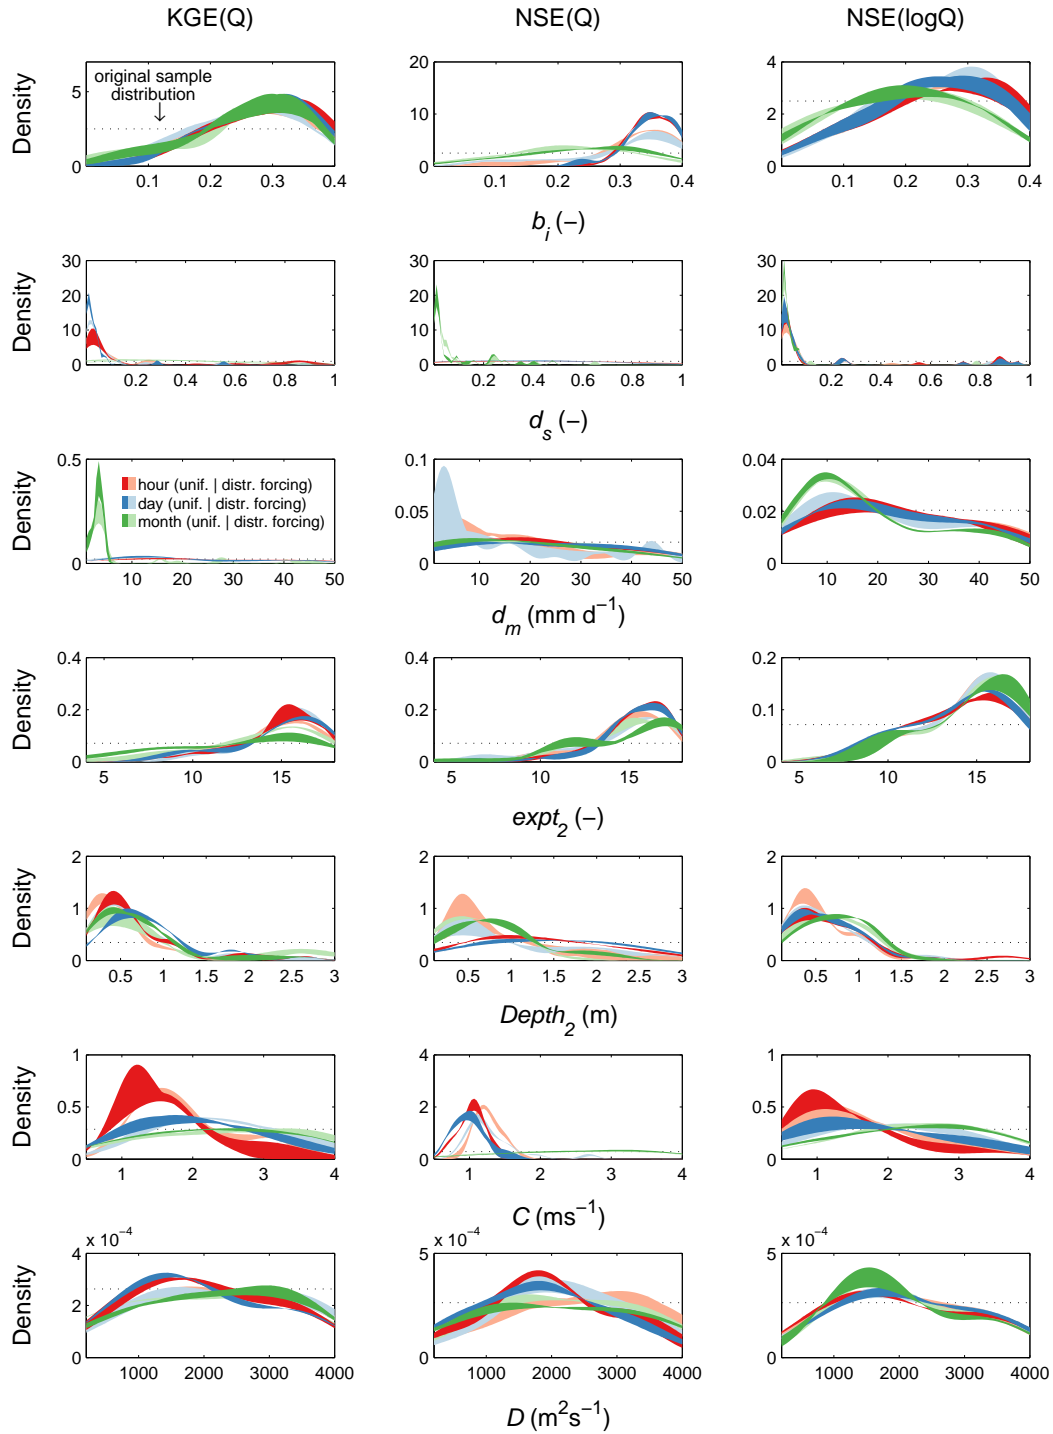 KGE(Q) NSE(Q) NSE(logQ)
Density
original sample
distribution
0 5
0.1 0.2 0.3 0.4
0 10 20
0.1 0.2 0.3 0.4
0 2 4
0 0.1 0.2 0.3 0.4
b_i (−)
Density
0 10 20 30
0.2 0.4 0.6 0.8 1
0 10 20 30
0.2 0.4 0.6 0.8 1
0 10 20 30
0.2 0.4 0.6 0.8 1
d_s (−)
Density
0 0.5
hour (unif. | distr. forcing)
day (unif. | distr. forcing)
month (unif. | distr. forcing)
10 20 30 40 50
0 0.05 0.1
10 20 30 40 50
0 0.02 0.04
10 20 30 40 50
d_m (mm d⁻¹)
Density
0 0.2 0.4
5 10 15
0 0.2 0.4
5 10 15
0 0.1 0.2
5 10 15
expt_2 (−)
Density
0 1 2
0.5 1 1.5 2 2.5 3
0 1 2
0.5 1 1.5 2 2.5 3
0 1 2
0.5 1 1.5 2 2.5 3
Depth_2 (m)
Density
0 0.5 1
1 2 3 4
0 2 4
1 2 3 4
0 0.5 1
1 2 3 4
C (ms⁻¹)
x 10⁻⁴ x 10⁻⁴ x 10⁻⁴
Density
0 2 4
1000 2000 3000 4000
0 5
1000 2000 3000 4000
0 5
1000 2000 3000 4000
D (m²s⁻¹)